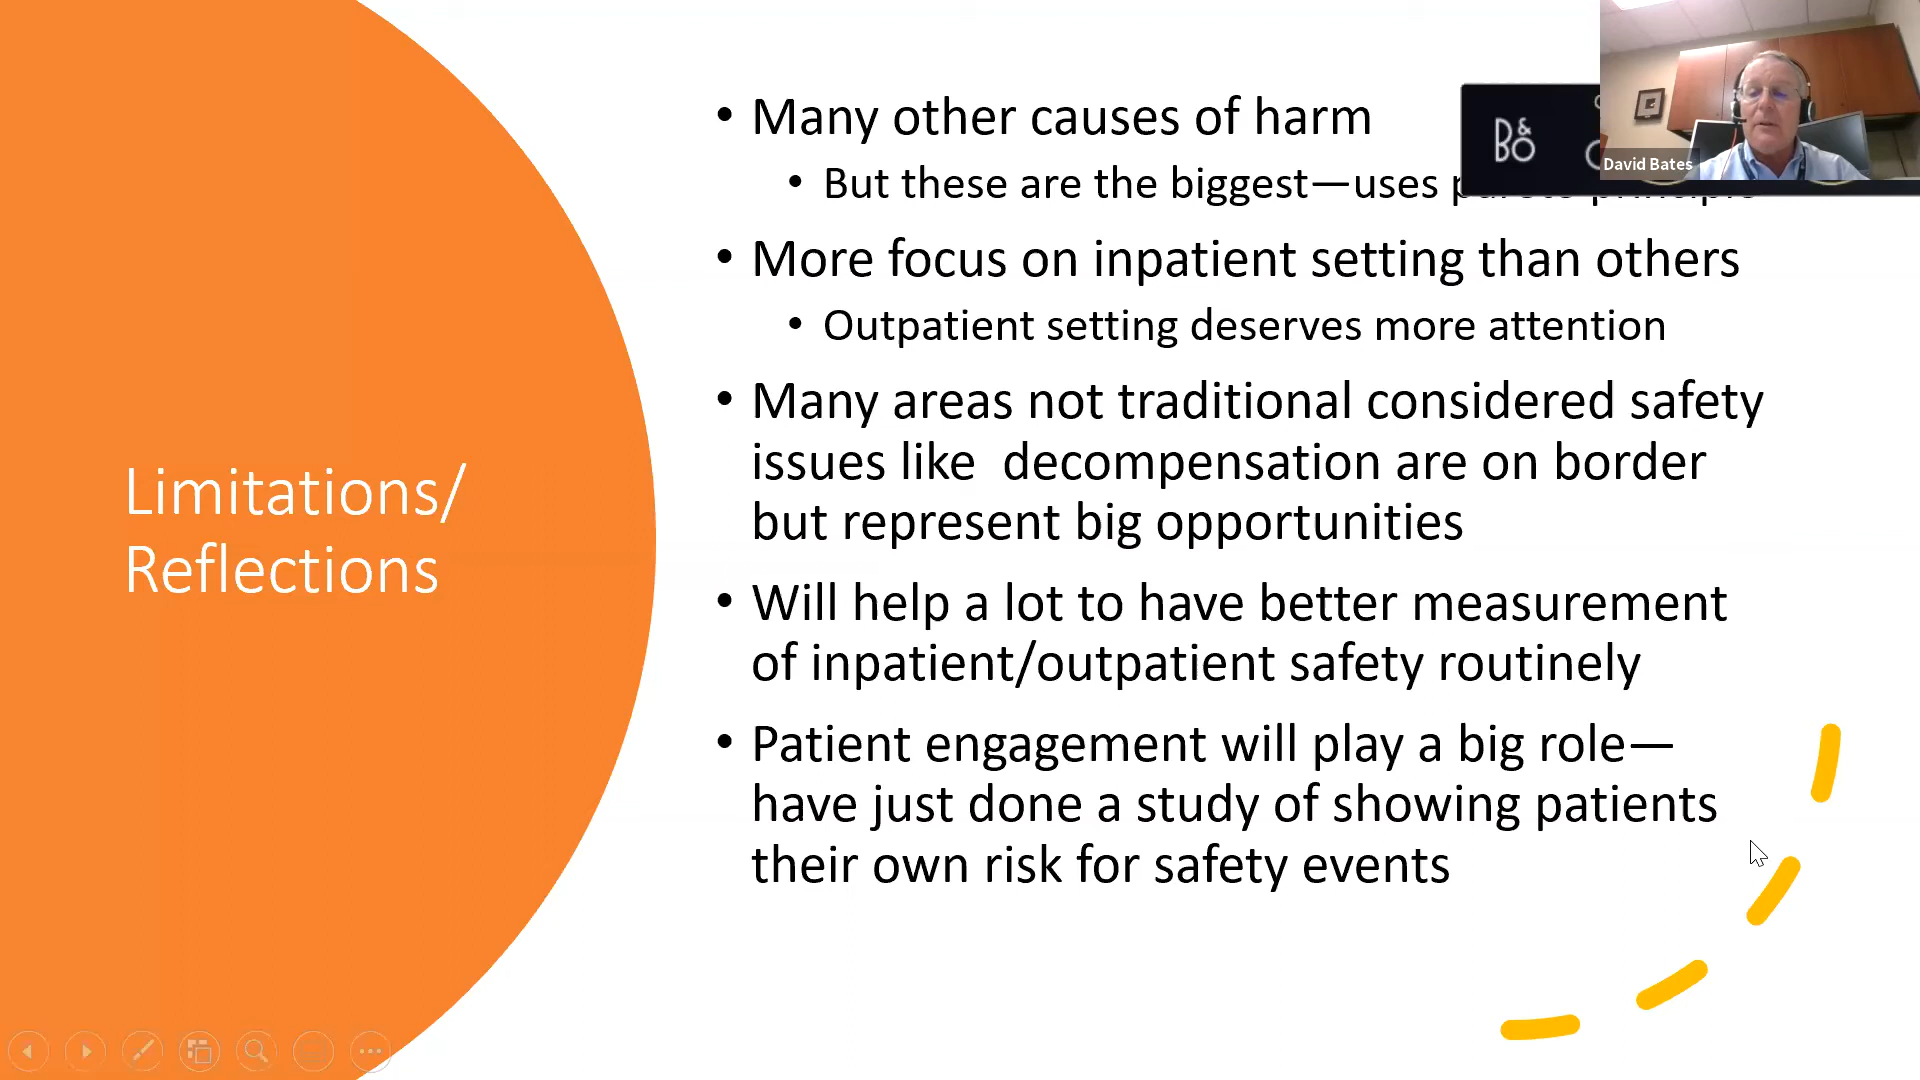 Limitations/
Reflections
• Many other causes of harm
• But these are the biggest—uses
• More focus on inpatient setting than others
• Outpatient setting deserves more attention
• Many areas not traditional considered safety
issues like  decompensation are on border
but represent big opportunities
• Will help a lot to have better measurement
of inpatient/outpatient safety routinely
• Patient engagement will play a big role—
have just done a study of showing patients
their own risk for safety events
B&O
David Bates